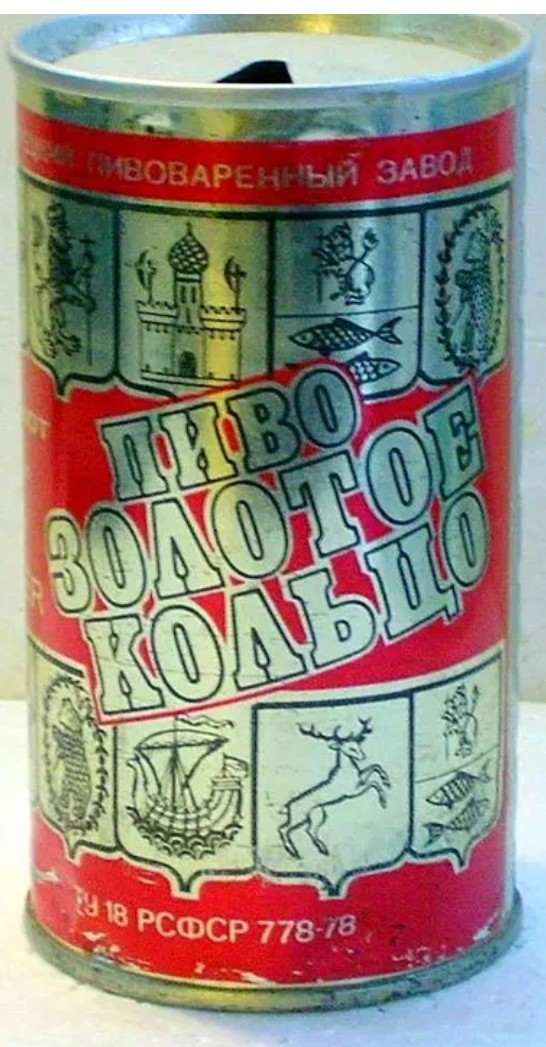 ПИВОВАРЕННЫЙ ЗАВОД
ПИВО
ЗОЛОТОЕ
КОЛЬЦО
ТУ 18 РСФСР 778-78